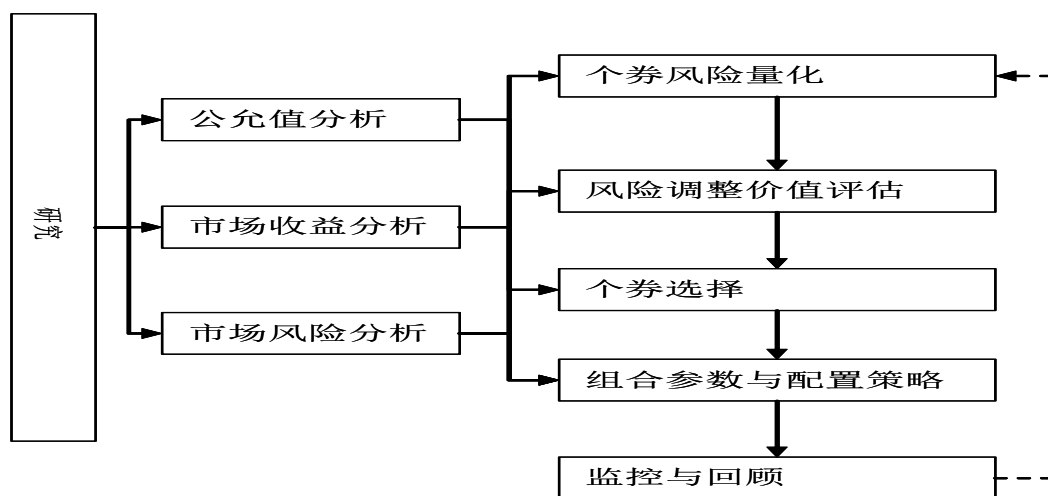 研究
公允值分析
市场收益分析
市场风险分析
个券风险量化
风险调整价值评估
个券选择
组合参数与配置策略
监控与回顾